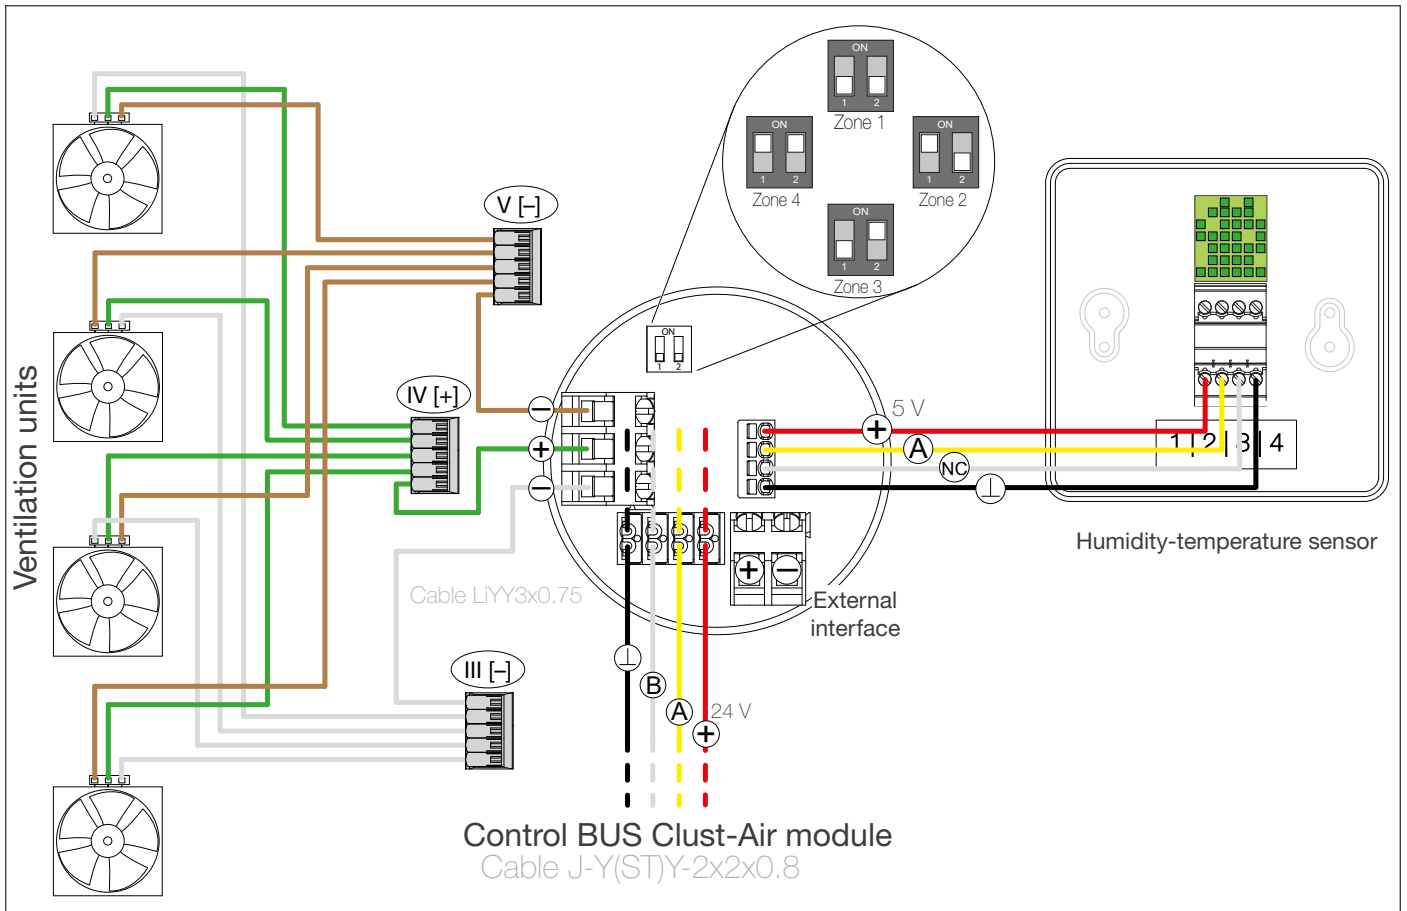 ON
1 2
Zone 1
ON
1 2
Zone 4
ON
1 2
Zone 2
ON
1 2
Zone 3
V [–]
ON
1 2
IV [+]
–
+
–
5 V
+
A
NC
⊥
1 | 2 | 3 | 4
Humidity-temperature sensor
Ventilation units
Cable LiYY3x0.75
+ –
External
interface
III [–]
⊥
B
A
24 V
+
Control BUS Clust-Air module
Cable J-Y(ST)Y-2x2x0.8